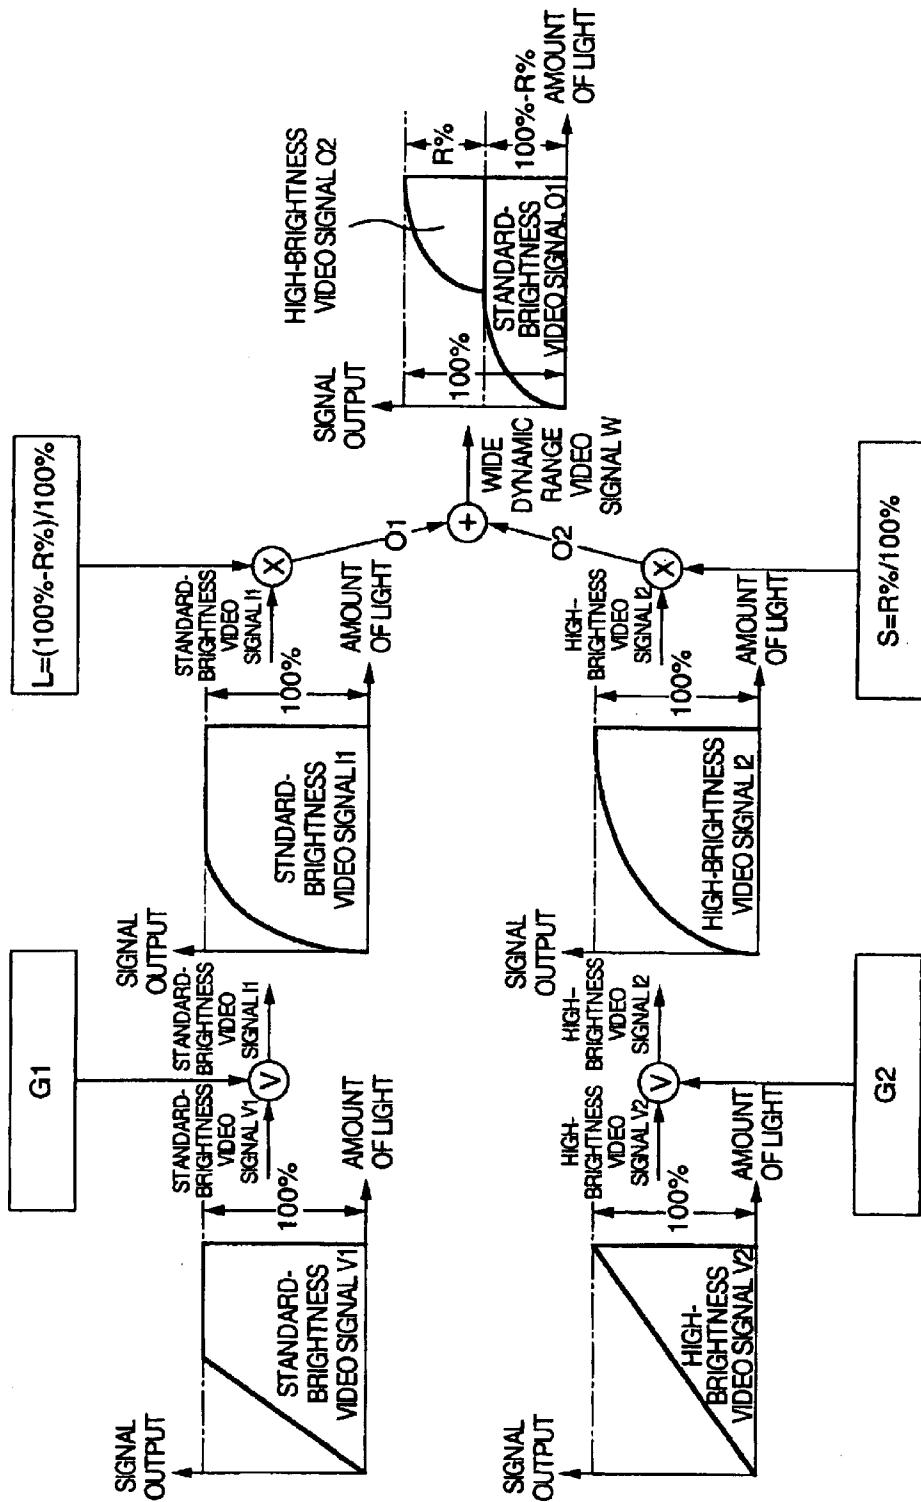 G1
L=(100%-R%)/100%
SIGNAL
OUTPUT
100%
STANDARD-
BRIGHTNESS
VIDEO SIGNAL V1
AMOUNT
OF LIGHT
STANDARD-
BRIGHTNESS
VIDEO
SIGNAL V1
V
STANDARD-
BRIGHTNESS
VIDEO
SIGNAL I1
SIGNAL
OUTPUT
100%
STNDARD-
BRIGHTNESS
VIDEO SIGNAL I1
AMOUNT
OF LIGHT
STANDARD-
BRIGHTNESS
VIDEO
SIGNAL I1
X
O1
+
WIDE
DYNAMIC
RANGE
VIDEO
SIGNAL W
SIGNAL
OUTPUT
HIGH-BRIGHTNESS
VIDEO SIGNAL O2
100%
STANDARD-
BRIGHTNESS
VIDEO SIGNAL O1
R%
100%-R%
AMOUNT
OF LIGHT
SIGNAL
OUTPUT
100%
HIGH-
BRIGHTNESS
VIDEO SIGNAL V2
AMOUNT
OF LIGHT
HIGH-
BRIGHTNESS
VIDEO
SIGNAL V2
V
HIGH-
BRIGHTNESS
VIDEO
SIGNAL I2
SIGNAL
OUTPUT
100%
HIGH-BRIGHTNESS
VIDEO SIGNAL I2
AMOUNT
OF LIGHT
HIGH-
BRIGHTNESS
VIDEO
SIGNAL I2
X
O2
G2
S=R%/100%